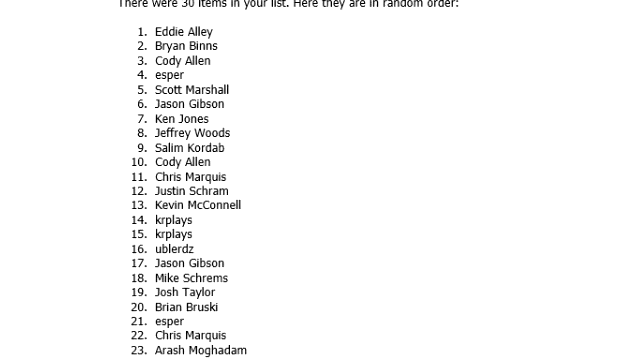 There were 30 items in your list. Here they are in random order:
1. Eddie Alley
2. Bryan Binns
3. Cody Allen
4. esper
5. Scott Marshall
6. Jason Gibson
7. Ken Jones
8. Jeffrey Woods
9. Salim Kordab
10. Cody Allen
11. Chris Marquis
12. Justin Schram
13. Kevin McConnell
14. krplays
15. krplays
16. ublerdz
17. Jason Gibson
18. Mike Schrems
19. Josh Taylor
20. Brian Bruski
21. esper
22. Chris Marquis
23. Arash Moghadam